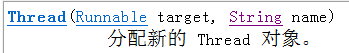 Thread(Runnable target, String name)
分配新的 Thread 对象。